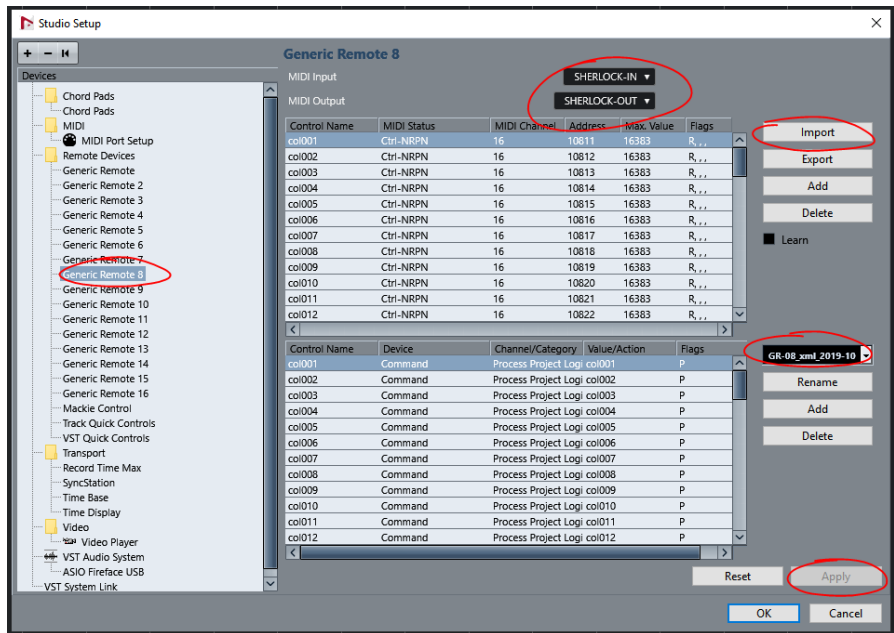 Studio Setup
Devices
Chord Pads
Chord Pads
MIDI
MIDI Port Setup
Remote Devices
Generic Remote
Generic Remote 2
Generic Remote 3
Generic Remote 4
Generic Remote 5
Generic Remote 6
Generic Remote 7
Generic Remote 8
Generic Remote 9
Generic Remote 10
Generic Remote 11
Generic Remote 12
Generic Remote 13
Generic Remote 14
Generic Remote 15
Generic Remote 16
Mackie Control
Track Quick Controls
VST Quick Controls
Transport
Record Time Max
SyncStation
Time Base
Time Display
Video
Video Player
VST Audio System
ASIO Fireface USB
VST System Link
Generic Remote 8
MIDI Input SHERLOCK-IN
MIDI Output SHERLOCK-OUT
Control Name MIDI Status MIDI Channel Address Max. Value Flags
col001 Ctrl-NRPN 16 10811 16383 R, , ,
col002 Ctrl-NRPN 16 10812 16383 R, , ,
col003 Ctrl-NRPN 16 10813 16383 R, , ,
col004 Ctrl-NRPN 16 10814 16383 R, , ,
col005 Ctrl-NRPN 16 10815 16383 R, , ,
col006 Ctrl-NRPN 16 10816 16383 R, , ,
col007 Ctrl-NRPN 16 10817 16383 R, , ,
col008 Ctrl-NRPN 16 10818 16383 R, , ,
col009 Ctrl-NRPN 16 10819 16383 R, , ,
col010 Ctrl-NRPN 16 10820 16383 R, , ,
col011 Ctrl-NRPN 16 10821 16383 R, , ,
col012 Ctrl-NRPN 16 10822 16383 R, , ,
Import
Export
Add
Delete
Learn
Control Name Device Channel/Category Value/Action Flags
col001 Command Process Project Logi col001 P
col002 Command Process Project Logi col002 P
col003 Command Process Project Logi col003 P
col004 Command Process Project Logi col004 P
col005 Command Process Project Logi col005 P
col006 Command Process Project Logi col006 P
col007 Command Process Project Logi col007 P
col008 Command Process Project Logi col008 P
col009 Command Process Project Logi col009 P
col010 Command Process Project Logi col010 P
col011 Command Process Project Logi col011 P
col012 Command Process Project Logi col012 P
GR-08_xml_2019-10
Rename
Add
Delete
Reset Apply
OK Cancel